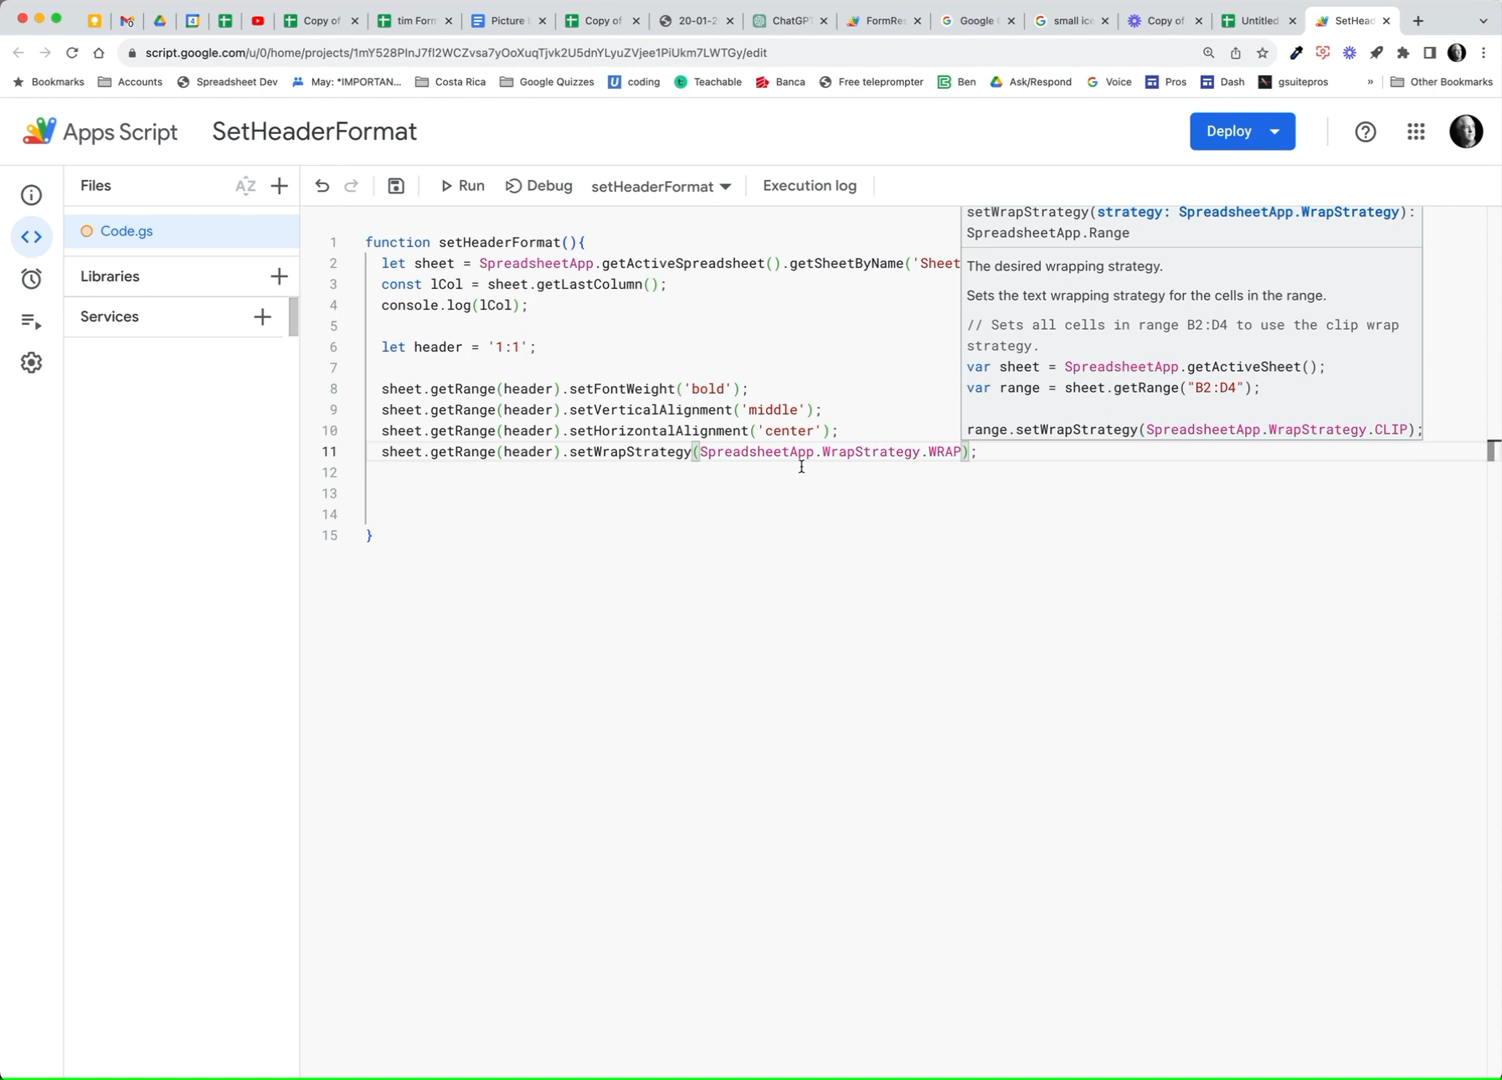 Copy of
tim Form
Picture
Copy of
20-01-2
ChatGP
FormRes
Google
small ice
Copy of
Untitled
SetHead
script.google.com/u/0/home/projects/1mY528PInJ7fl2WCZvsa7yOoXuqTjvk2U5dnYLyuZVjee1PiUkm7LWTGy/edit
Bookmarks
Accounts
Spreadsheet Dev
May: *IMPORTAN...
Costa Rica
Google Quizzes
coding
Teachable
Banca
Free teleprompter
Ben
Ask/Respond
Voice
Pros
Dash
gsuitepros
»
Other Bookmarks
Apps Script
SetHeaderFormat
Deploy
Files
AZ
Run
Debug
setHeaderFormat
Execution log
Code.gs
Libraries
Services
1 function setHeaderFormat(){
2 let sheet = SpreadsheetApp.getActiveSpreadsheet().getSheetByName('Sheet
3 const lCol = sheet.getLastColumn();
4 console.log(lCol);
5
6 let header = '1:1';
7
8 sheet.getRange(header).setFontWeight('bold');
9 sheet.getRange(header).setVerticalAlignment('middle');
10 sheet.getRange(header).setHorizontalAlignment('center');
11 sheet.getRange(header).setWrapStrategy(SpreadsheetApp.WrapStrategy.WRAP);
12
13
14
15 }
setWrapStrategy(strategy: SpreadsheetApp.WrapStrategy):
SpreadsheetApp.Range
The desired wrapping strategy.
Sets the text wrapping strategy for the cells in the range.
// Sets all cells in range B2:D4 to use the clip wrap
strategy.
var sheet = SpreadsheetApp.getActiveSheet();
var range = sheet.getRange("B2:D4");
range.setWrapStrategy(SpreadsheetApp.WrapStrategy.CLIP);